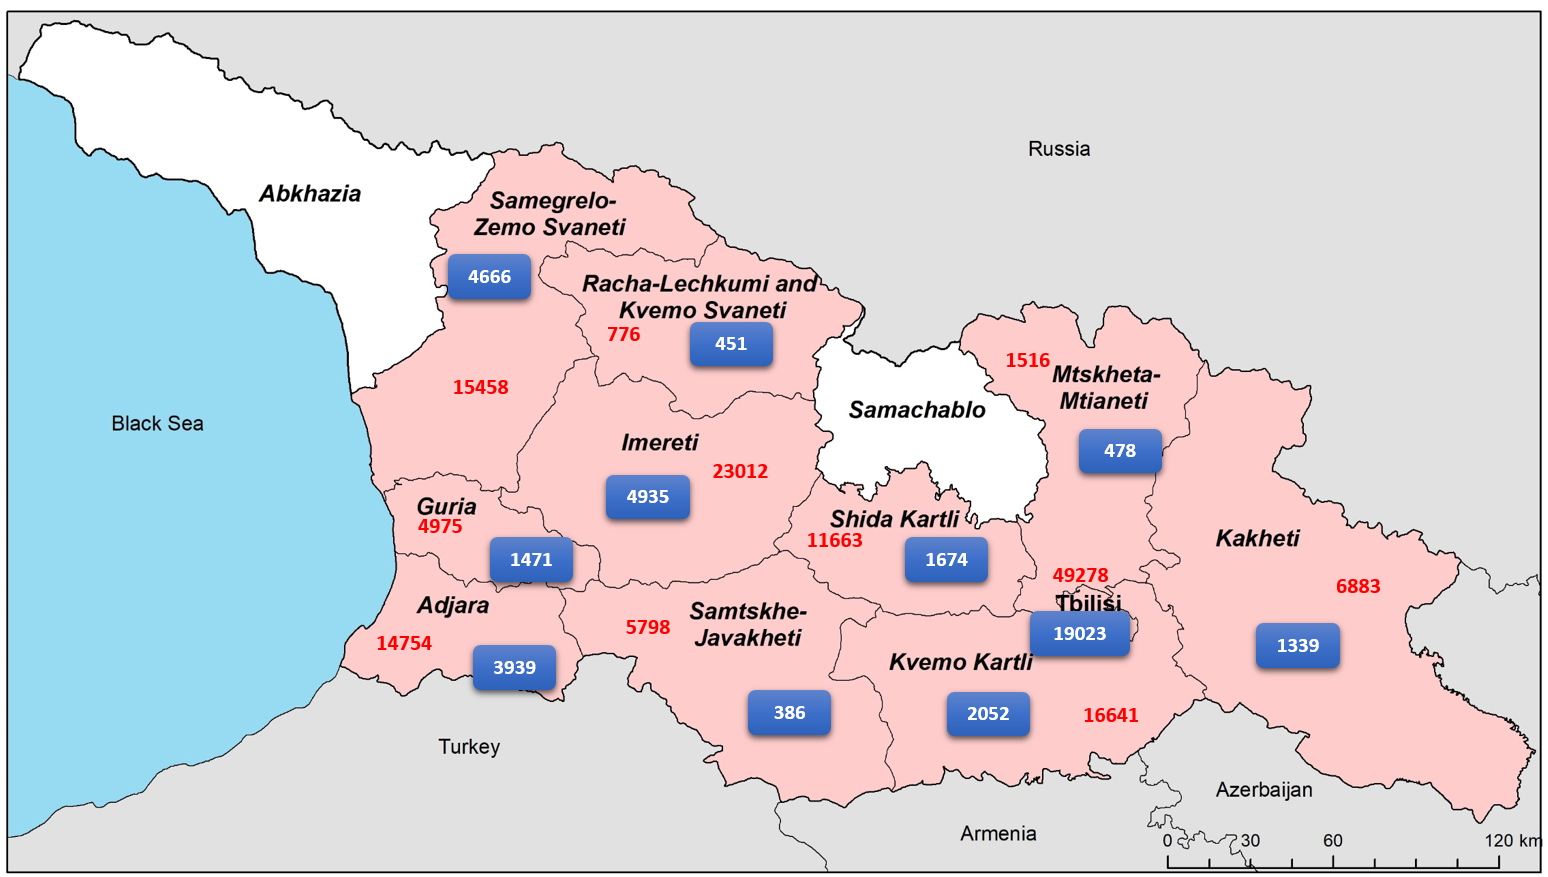 Russia
Abkhazia
Samegrelo-
Zemo Svaneti
4666
Racha-Lechkumi and
Kvemo Svaneti
776
451
15458
1516
Mtskheta-
Mtianeti
478
Samachablo
Black Sea
Imereti
23012
4935
Guria
4975
1471
Shida Kartli
11663
1674
Kakheti
6883
1339
49278
Tbilisi
19023
Adjara
14754
3939
5798
Samtskhe-
Javakheti
386
Kvemo Kartli
2052
16641
Turkey
Armenia
Azerbaijan
0 30 60 120 km